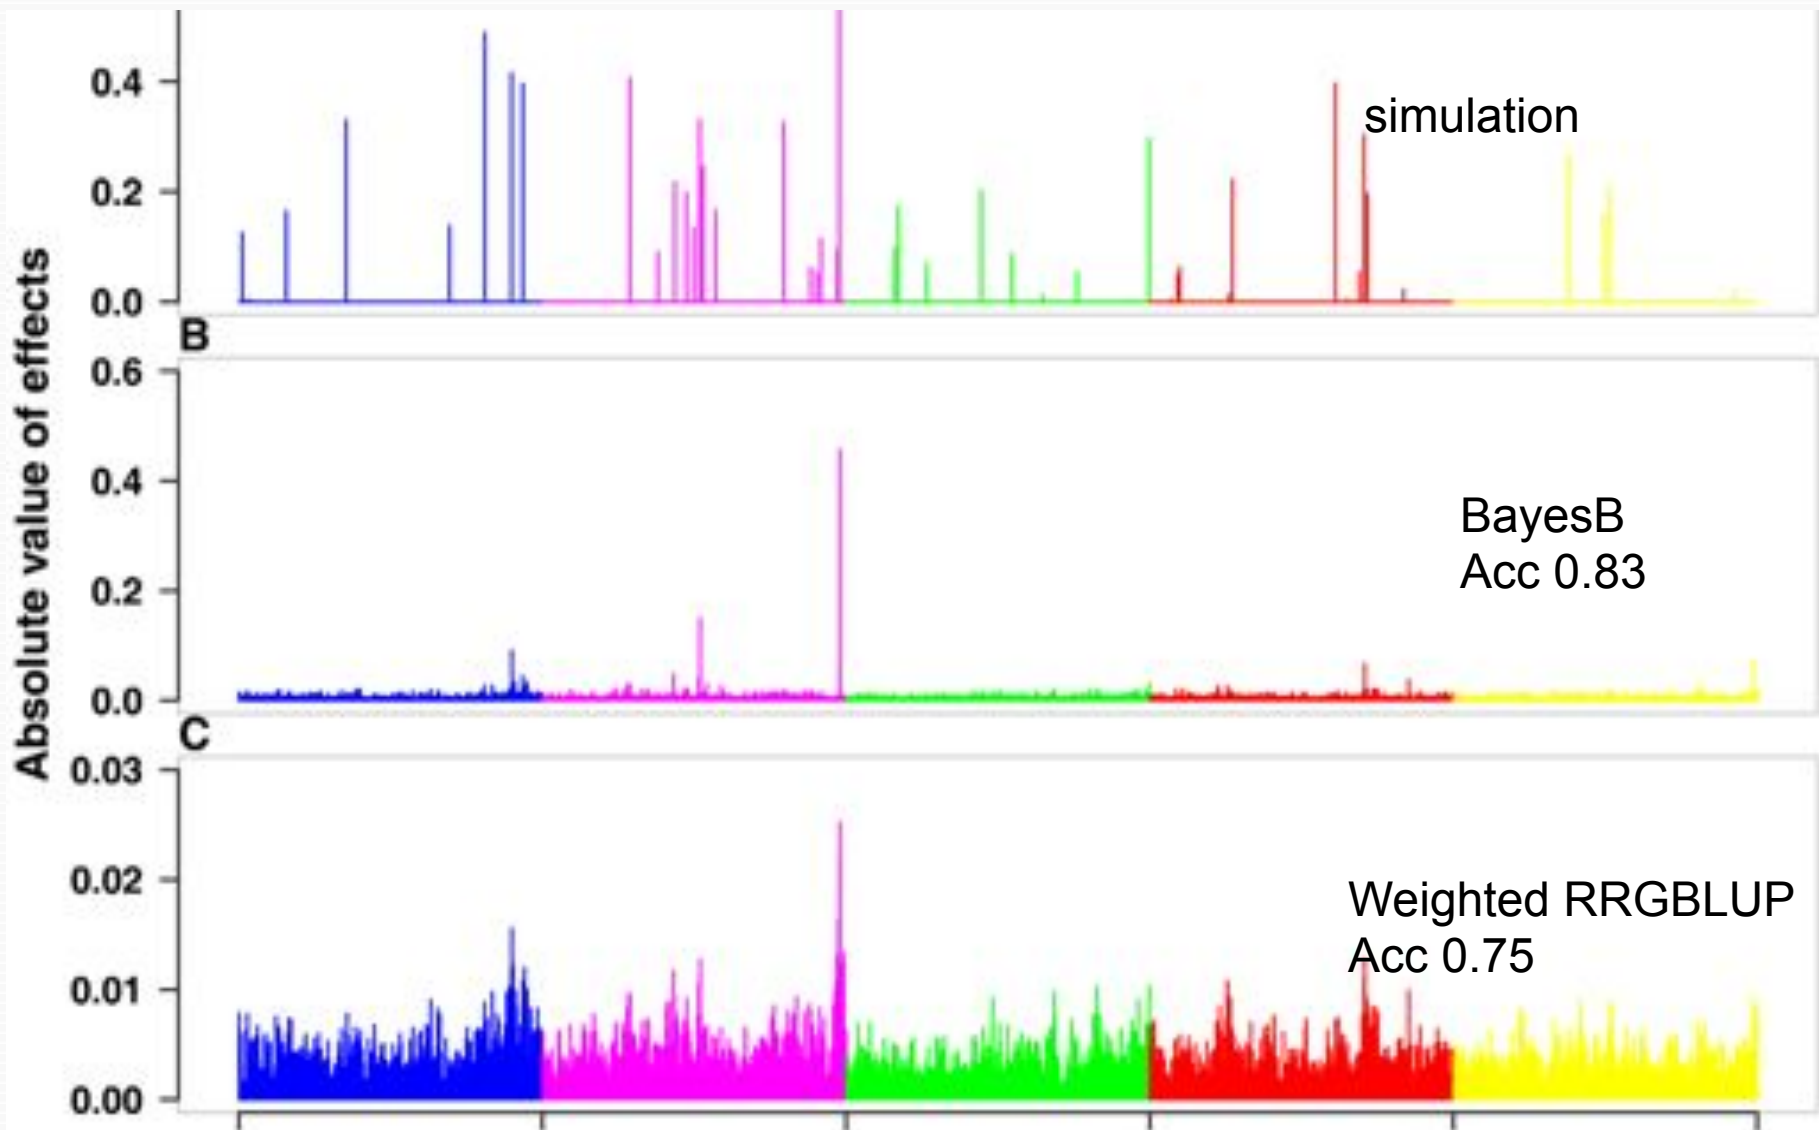 Absolute value of effects
0.4
0.2
0.0
simulation
B
0.6
0.4
0.2
0.0
BayesB
Acc 0.83
C
0.03
0.02
0.01
0.00
Weighted RRGBLUP
Acc 0.75